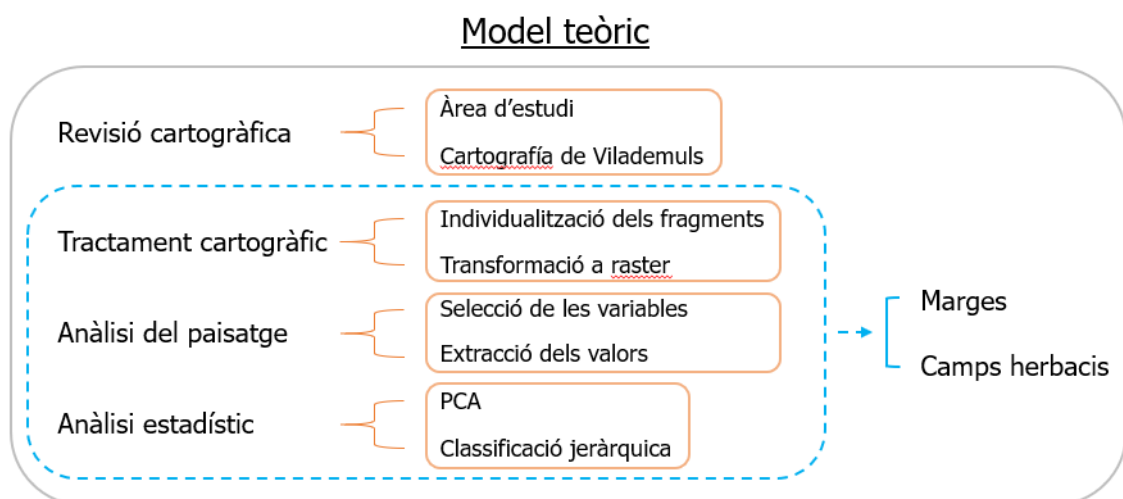 Model teòric
Revisió cartogràfica
Àrea d'estudi
Cartografía de Vilademuls
Tractament cartogràfic
Individualització dels fragments
Transformació a raster
Anàlisi del paisatge
Selecció de les variables
Extracció dels valors
Anàlisi estadístic
PCA
Classificació jeràrquica
Marges
Camps herbacis